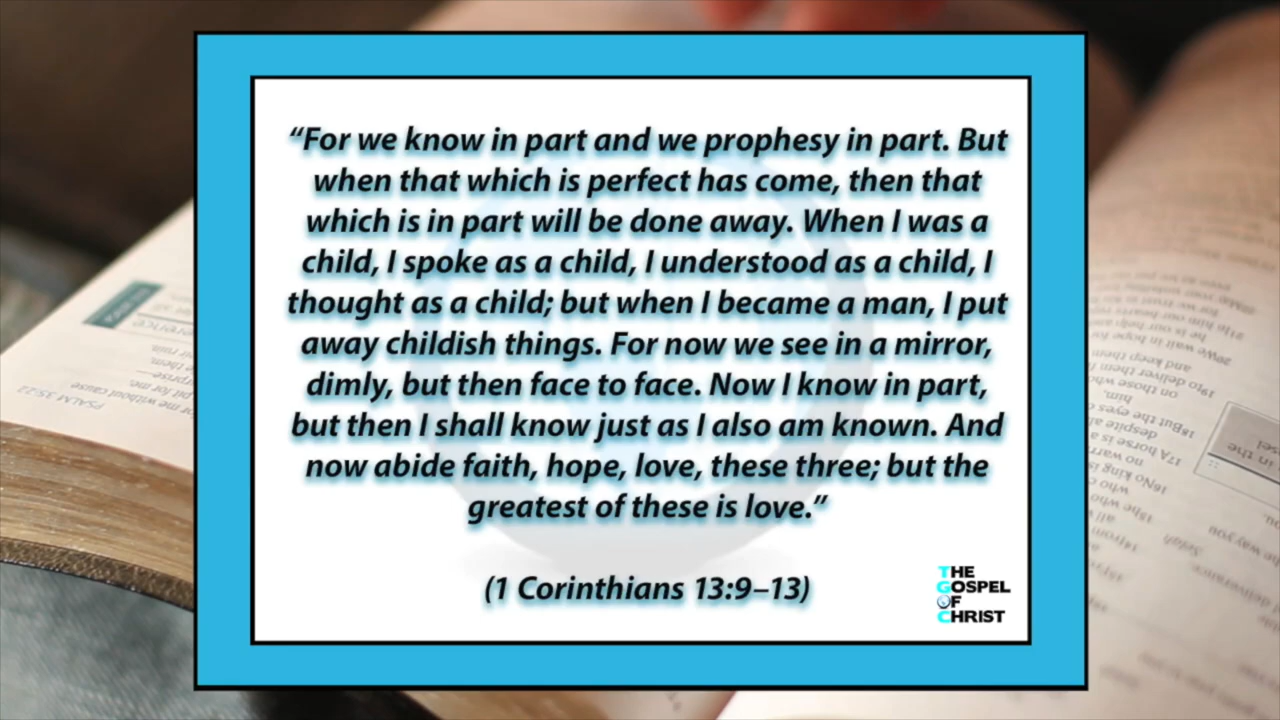 “For we know in part and we prophesy in part. But
when that which is perfect has come, then that
which is in part will be done away. When I was a
child, I spoke as a child, I understood as a child, I
thought as a child; but when I became a man, I put
away childish things. For now we see in a mirror,
dimly, but then face to face. Now I know in part,
but then I shall know just as I also am known. And
now abide faith, hope, love, these three; but the
greatest of these is love.”
(1 Corinthians 13:9–13)
THE
GOSPEL
OF
CHRIST
PSALM 35:22